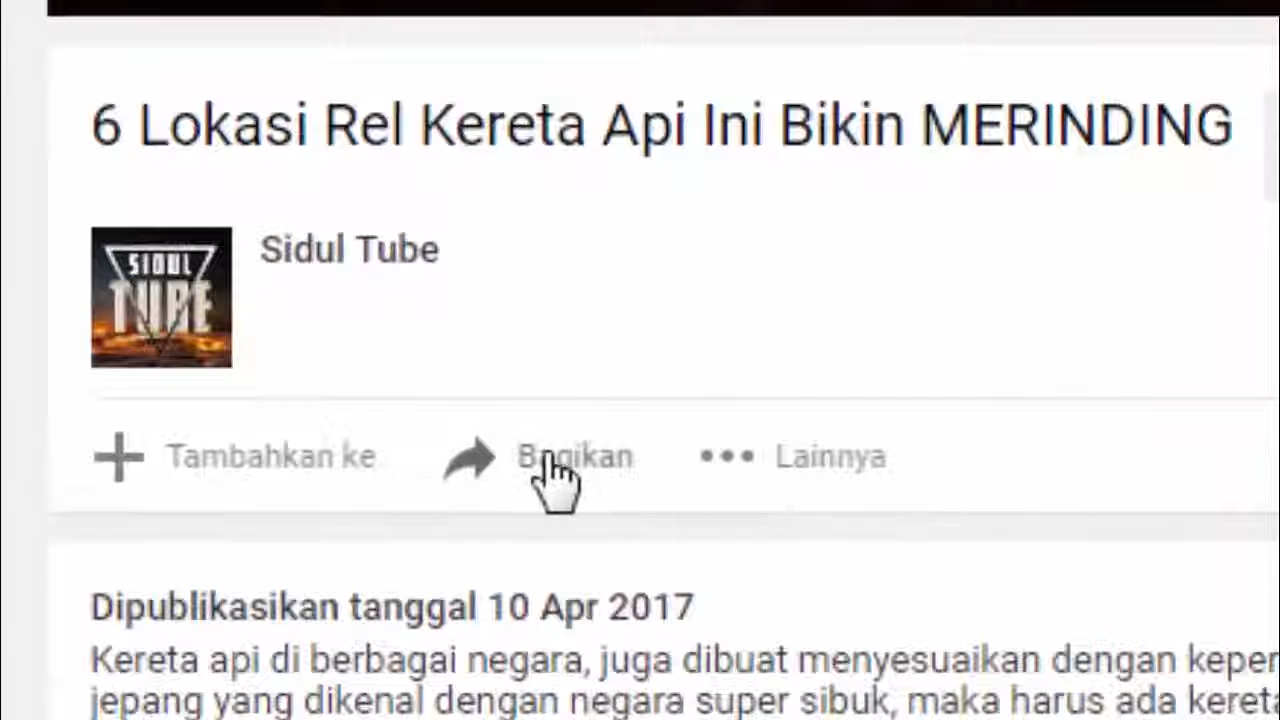 6 Lokasi Rel Kereta Api Ini Bikin MERINDING
SIDUL
TUBE
Sidul Tube
Tambahkan ke
Bagikan
Lainnya
Dipublikasikan tanggal 10 Apr 2017
Kereta api di berbagai negara, juga dibuat menyesuaikan dengan
jepang yang dikenal dengan negara super sibuk, maka harus ada kereta